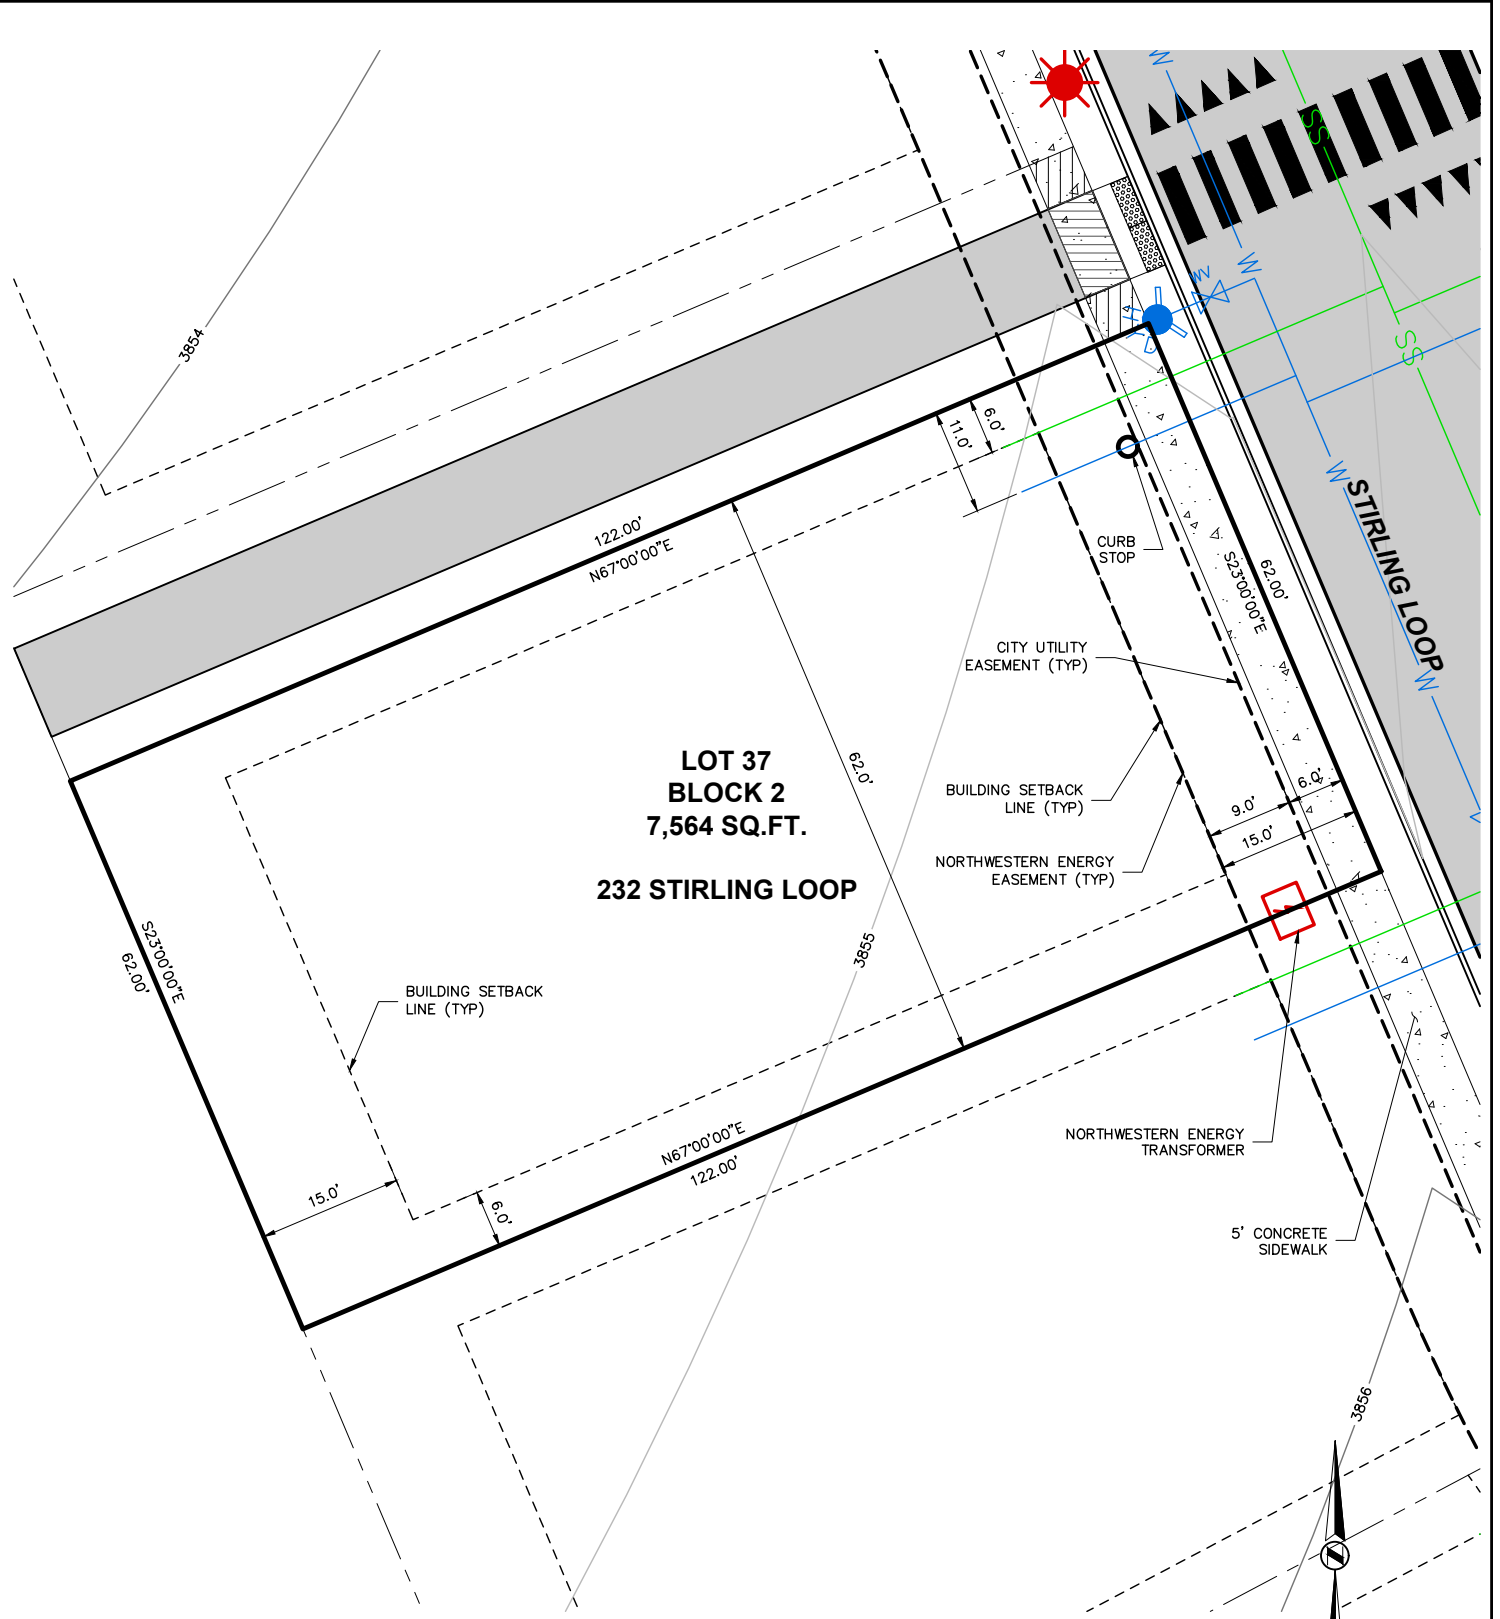 W
SS
3854
W
WV
HYD
SS
6.0'
11.0'
W
W
STIRLING LOOP
122.00'
N67°00'00"E
CURB
STOP
62.00'
S23°00'00"E
CITY UTILITY
EASEMENT (TYP)
W
LOT 37
BLOCK 2
7,564 SQ.FT.
232 STIRLING LOOP
62.0'
BUILDING SETBACK
LINE (TYP)
6.0'
9.0'
15.0'
NORTHWESTERN ENERGY
EASEMENT (TYP)
S23°00'00"E
62.00'
3855
BUILDING SETBACK
LINE (TYP)
N67°00'00"E
122.00'
NORTHWESTERN ENERGY
TRANSFORMER
15.0'
6.0'
5' CONCRETE
SIDEWALK
3856